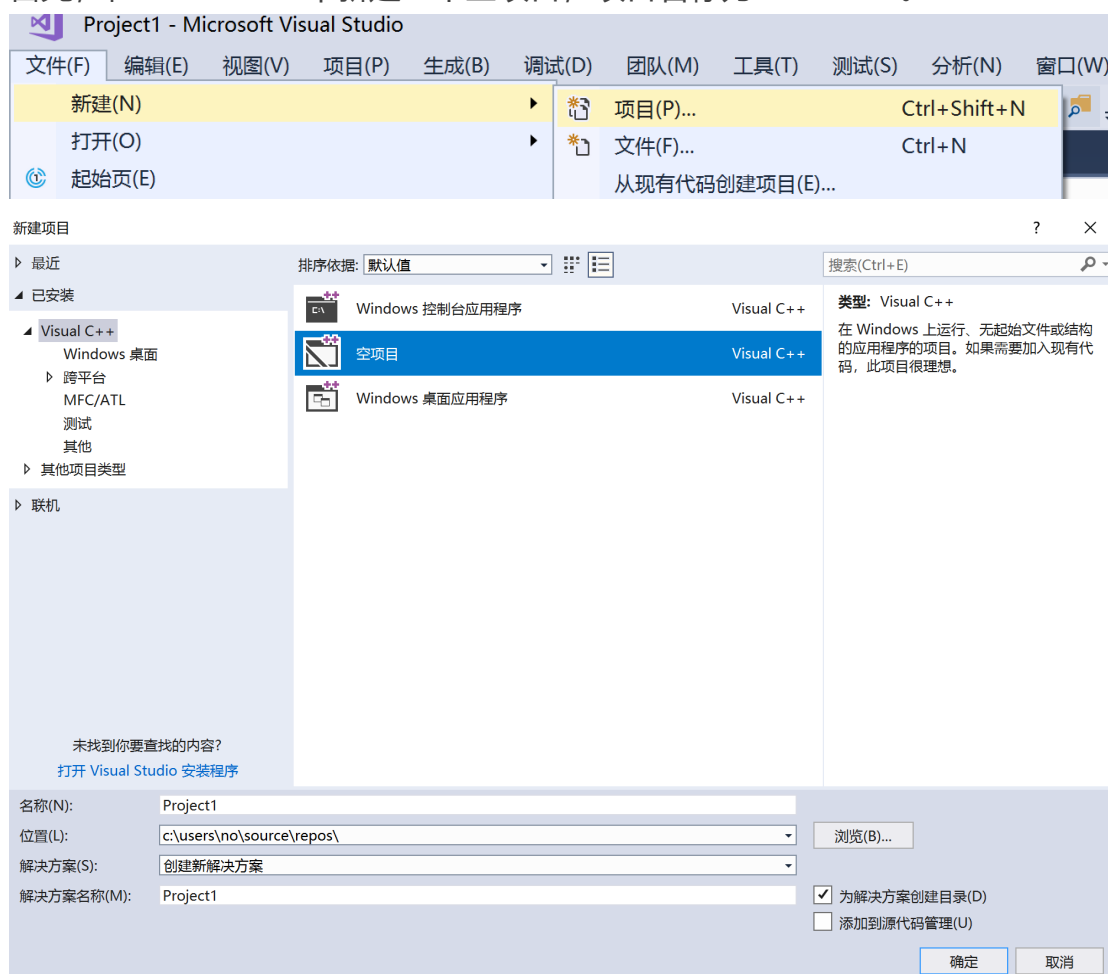 Project1 - Microsoft Visual Studio
文件(F) 编辑(E) 视图(V) 项目(P) 生成(B) 调试(D) 团队(M) 工具(T) 测试(S) 分析(N) 窗口(W)
新建(N)
项目(P)... Ctrl+Shift+N
打开(O)
文件(F)... Ctrl+N
起始页(E)
从现有代码创建项目(E)...
新建项目 ?
最近
排序依据: 默认值
搜索(Ctrl+E)
已安装
Visual C++
Windows 桌面
跨平台
MFC/ATL
测试
其他
其他项目类型
联机
Windows 控制台应用程序 Visual C++
空项目 Visual C++
Windows 桌面应用程序 Visual C++
类型: Visual C++
在 Windows 上运行、无起始文件或结构
的应用程序的项目。如果需要加入现有代
码，此项目很理想。
未找到你要查找的内容?
打开 Visual Studio 安装程序
名称(N): Project1
位置(L): c:\users\no\source\repos\
浏览(B)...
解决方案(S): 创建新解决方案
解决方案名称(M): Project1
为解决方案创建目录(D)
添加到源代码管理(U)
确定 取消